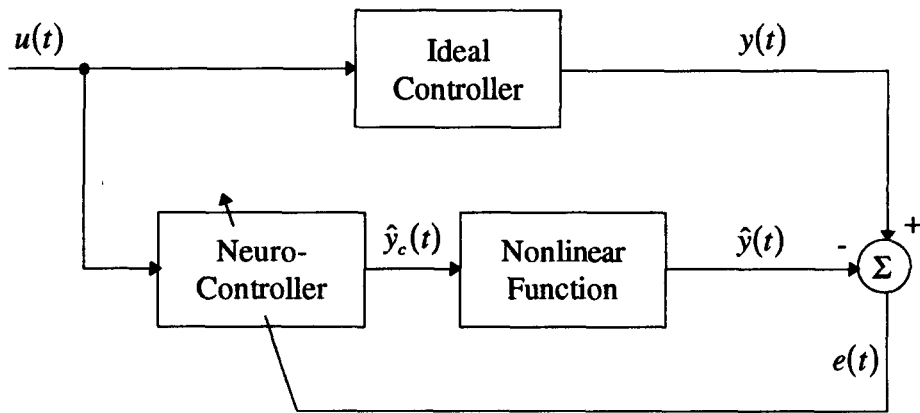 u(t)
Ideal
Controller
y(t)
Neuro-
Controller
ŷ_c(t)
Nonlinear
Function
ŷ(t)
-
+
Σ
e(t)